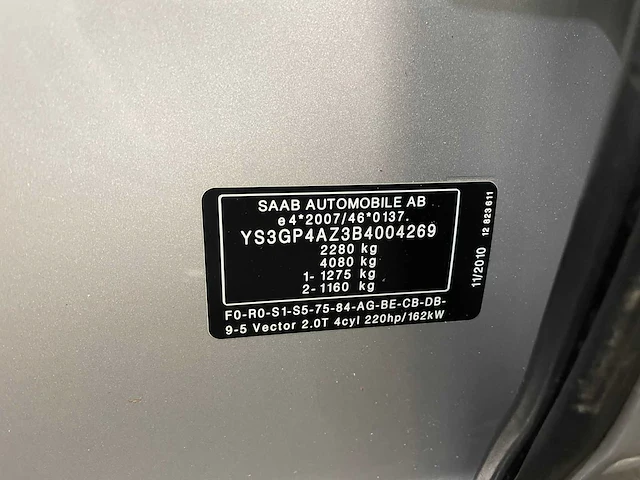 SAAB AUTOMOBILE AB
e4*2007/46*0137.
YS3GP4AZ3B4004269
2280 kg
4080 kg
1- 1275 kg
2- 1160 kg
F0-R0-S1-S5-75-84-AG-BE-CB-DB-
9-5 Vector 2.0T 4cyl 220hp/162kW
11/2010
12 823 611